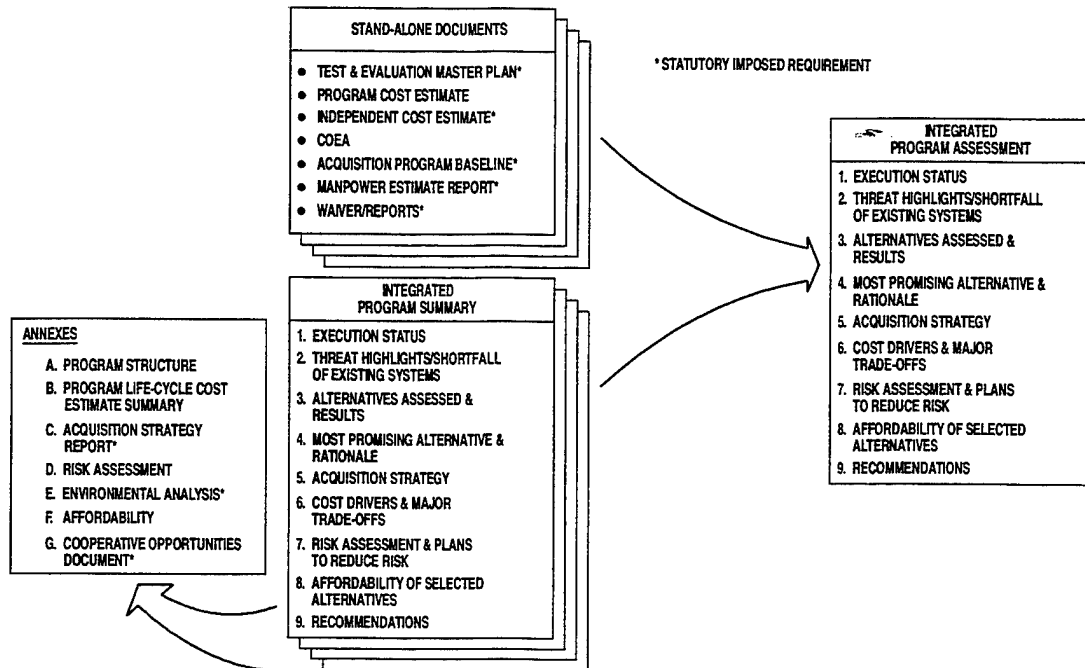 STAND-ALONE DOCUMENTS
● TEST & EVALUATION MASTER PLAN*
● PROGRAM COST ESTIMATE
● INDEPENDENT COST ESTIMATE*
● COEA
● ACQUISITION PROGRAM BASELINE*
● MANPOWER ESTIMATE REPORT*
● WAIVER/REPORTS*
* STATUTORY IMPOSED REQUIREMENT
INTEGRATED
PROGRAM SUMMARY
1. EXECUTION STATUS
2. THREAT HIGHLIGHTS/SHORTFALL
OF EXISTING SYSTEMS
3. ALTERNATIVES ASSESSED &
RESULTS
4. MOST PROMISING ALTERNATIVE &
RATIONALE
5. ACQUISITION STRATEGY
6. COST DRIVERS & MAJOR
TRADE-OFFS
7. RISK ASSESSMENT & PLANS
TO REDUCE RISK
8. AFFORDABILITY OF SELECTED
ALTERNATIVES
9. RECOMMENDATIONS
ANNEXES
A. PROGRAM STRUCTURE
B. PROGRAM LIFE-CYCLE COST
ESTIMATE SUMMARY
C. ACQUISITION STRATEGY
REPORT*
D. RISK ASSESSMENT
E. ENVIRONMENTAL ANALYSIS*
F. AFFORDABILITY
G. COOPERATIVE OPPORTUNITIES
DOCUMENT*
INTEGRATED
PROGRAM ASSESSMENT
1. EXECUTION STATUS
2. THREAT HIGHLIGHTS/SHORTFALL
OF EXISTING SYSTEMS
3. ALTERNATIVES ASSESSED &
RESULTS
4. MOST PROMISING ALTERNATIVE &
RATIONALE
5. ACQUISITION STRATEGY
6. COST DRIVERS & MAJOR
TRADE-OFFS
7. RISK ASSESSMENT & PLANS
TO REDUCE RISK
8. AFFORDABILITY OF SELECTED
ALTERNATIVES
9. RECOMMENDATIONS